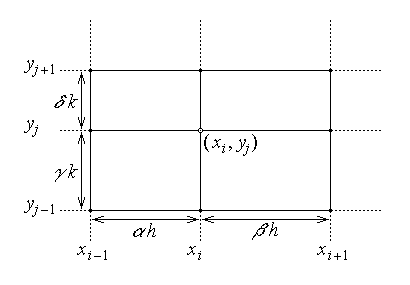 y_{j+1}
δk
y_j
(x_i, y_j)
γk
y_{j−1}
αh
βh
x_{i−1}
x_i
x_{i+1}